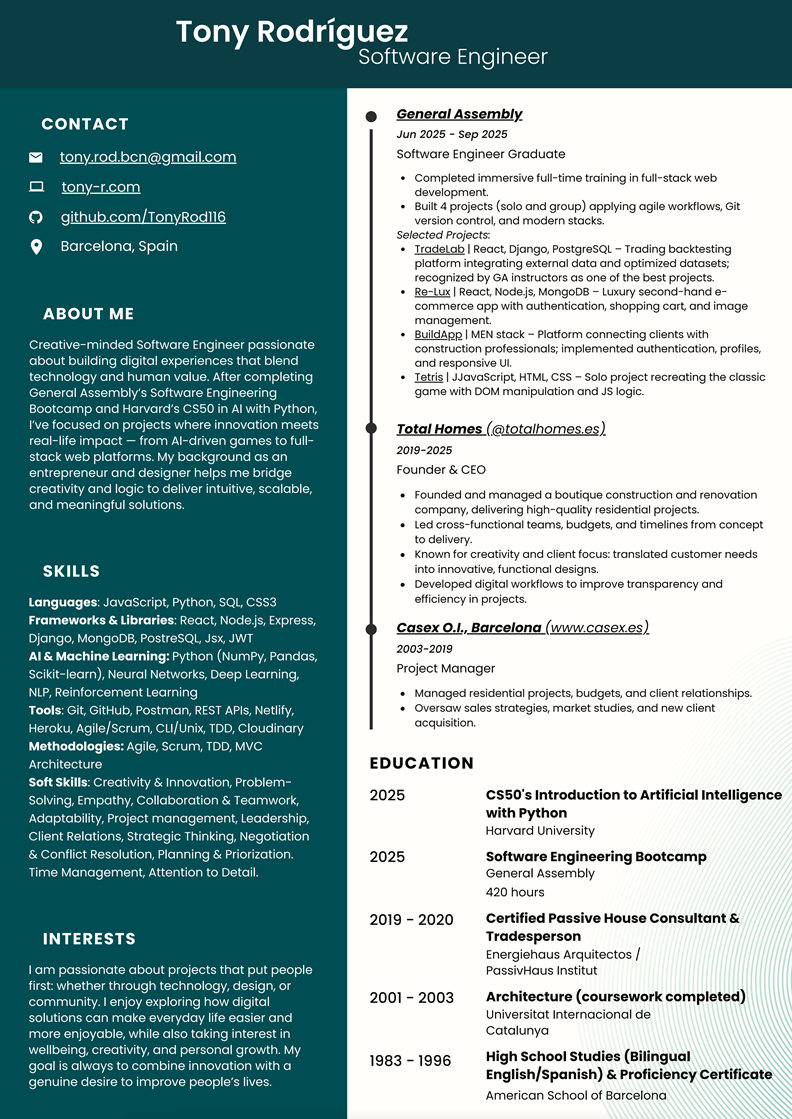 Tony Rodríguez
Software Engineer
CONTACT
tony.rod.bcn@gmail.com
tony-r.com
github.com/TonyRod116
Barcelona, Spain
ABOUT ME
Creative-minded Software Engineer passionate
about building digital experiences that blend
technology and human value. After completing
General Assembly's Software Engineering
Bootcamp and Harvard's CS50 in AI with Python,
I've focused on projects where innovation meets
real-life impact — from AI-driven games to full-
stack web platforms. My background as an
entrepreneur and designer helps me bridge
creativity and logic to deliver intuitive, scalable,
and meaningful solutions.
SKILLS
Languages: JavaScript, Python, SQL, CSS3
Frameworks & Libraries: React, Node.js, Express,
Django, MongoDB, PostreSQL, Jsx, JWT
AI & Machine Learning: Python (NumPy, Pandas,
Scikit-learn), Neural Networks, Deep Learning,
NLP, Reinforcement Learning
Tools: Git, GitHub, Postman, REST APIs, Netlify,
Heroku, Agile/Scrum, CLI/Unix, TDD, Cloudinary
Methodologies: Agile, Scrum, TDD, MVC
Architecture
Soft Skills: Creativity & Innovation, Problem-
Solving, Empathy, Collaboration & Teamwork,
Adaptability, Project management, Leadership,
Client Relations, Strategic Thinking, Negotiation
& Conflict Resolution, Planning & Priorization.
Time Management, Attention to Detail.
INTERESTS
I am passionate about projects that put people
first: whether through technology, design, or
community. I enjoy exploring how digital
solutions can make everyday life easier and
more enjoyable, while also taking interest in
wellbeing, creativity, and personal growth. My
goal is always to combine innovation with a
genuine desire to improve people's lives.
General Assembly
Jun 2025 - Sep 2025
Software Engineer Graduate
• Completed immersive full-time training in full-stack web
development.
• Built 4 projects (solo and group) applying agile workflows, Git
version control, and modern stacks.
Selected Projects:
• TradeLab | React, Django, PostgreSQL – Trading backtesting
platform integrating external data and optimized datasets;
recognized by GA instructors as one of the best projects.
• Re-Lux | React, Node.js, MongoDB – Luxury second-hand e-
commerce app with authentication, shopping cart, and image
management.
• BuildApp | MEN stack – Platform connecting clients with
construction professionals; implemented authentication, profiles,
and responsive UI.
• Tetris | JJavaScript, HTML, CSS – Solo project recreating the classic
game with DOM manipulation and JS logic.
Total Homes (@totalhomes.es)
2019-2025
Founder & CEO
• Founded and managed a boutique construction and renovation
company, delivering high-quality residential projects.
• Led cross-functional teams, budgets, and timelines from concept
to delivery.
• Known for creativity and client focus: translated customer needs
into innovative, functional designs.
• Developed digital workflows to improve transparency and
efficiency in projects.
Casex O.I., Barcelona (www.casex.es)
2003-2019
Project Manager
• Managed residential projects, budgets, and client relationships.
• Oversaw sales strategies, market studies, and new client
acquisition.
EDUCATION
2025
CS50's Introduction to Artificial Intelligence
with Python
Harvard University
2025
Software Engineering Bootcamp
General Assembly
420 hours
2019 - 2020
Certified Passive House Consultant &
Tradesperson
Energiehaus Arquitectos /
PassivHaus Institut
2001 - 2003
Architecture (coursework completed)
Universitat Internacional de
Catalunya
1983 - 1996
High School Studies (Bilingual
English/Spanish) & Proficiency Certificate
American School of Barcelona